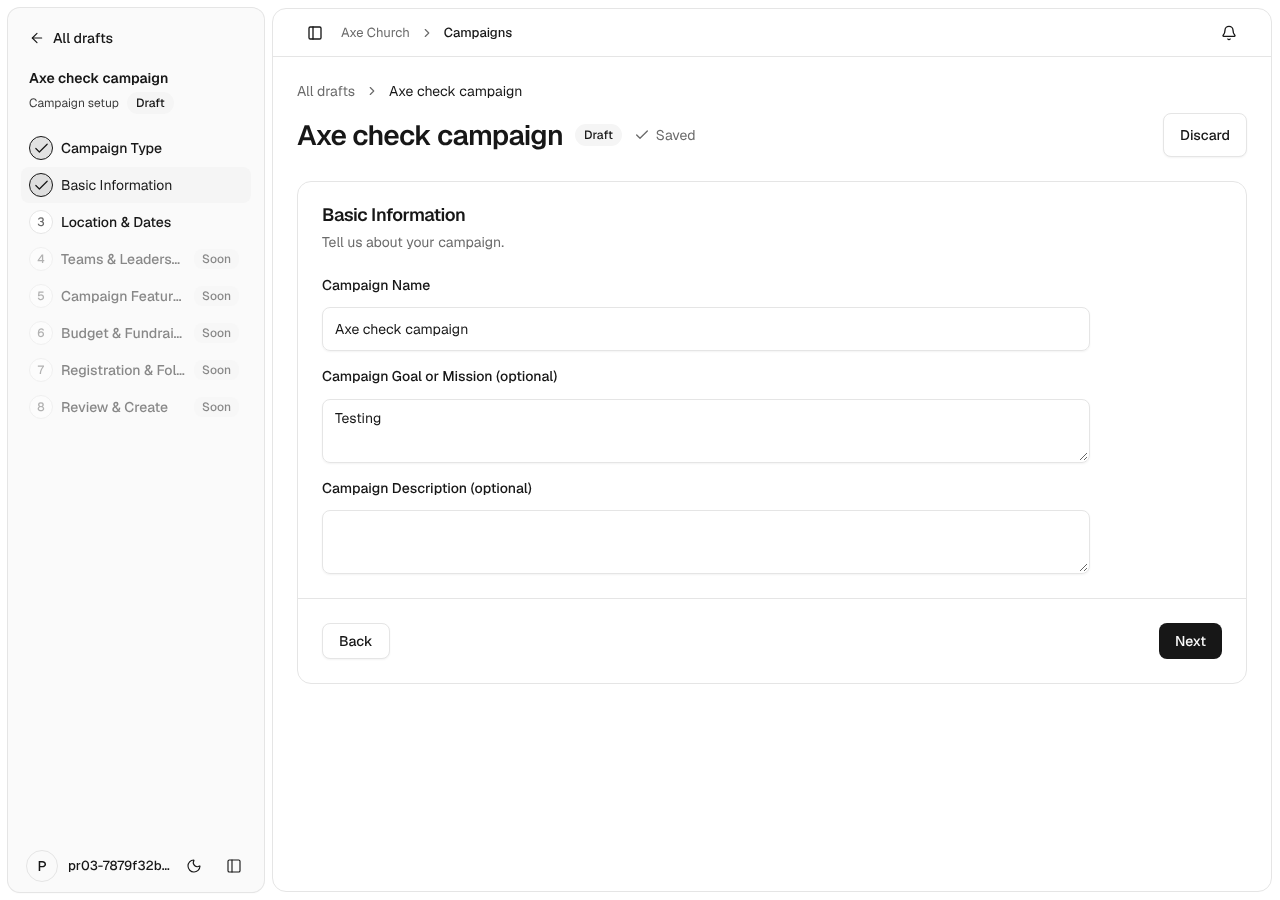 All drafts
Axe check campaign
Campaign setup Draft
Campaign Type
Basic Information
3 Location & Dates
4 Teams & Leaders... Soon
5 Campaign Featur... Soon
6 Budget & Fundrai... Soon
7 Registration & Fol... Soon
8 Review & Create Soon
P pr03-7879f32b...
Axe Church > Campaigns
All drafts > Axe check campaign
Axe check campaign Draft Saved
Discard
Basic Information
Tell us about your campaign.
Campaign Name
Axe check campaign
Campaign Goal or Mission (optional)
Testing
Campaign Description (optional)
Back Next